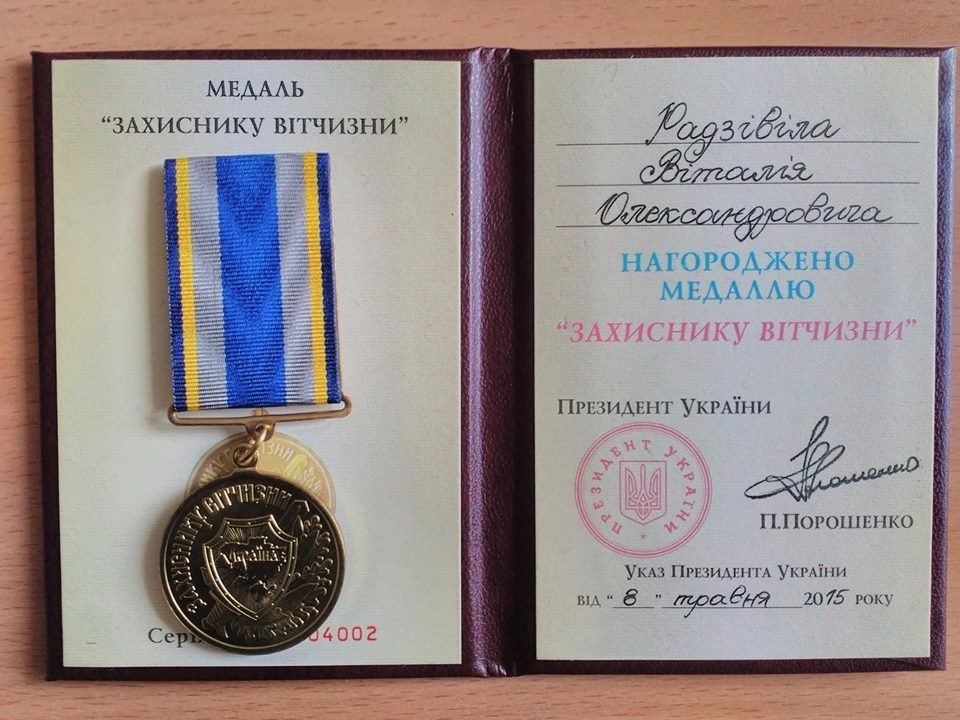 МЕДАЛЬ
“ЗАХИСНИКУ ВІТЧИЗНИ”
ЗАХИСНИКУ ВІТЧИЗНИ
Україна
04002
Радзівіла
Віталія
Олександровича
НАГОРОДЖЕНО
МЕДАЛЛЮ
“ЗАХИСНИКУ ВІТЧИЗНИ”
ПРЕЗИДЕНТ УКРАЇНИ
ПРЕЗИДЕНТ УКРАЇНИ
П.ПОРОШЕНКО
УКАЗ ПРЕЗИДЕНТА УКРАЇНИ
ВІД “ 8 ” травня 2015 РОКУ